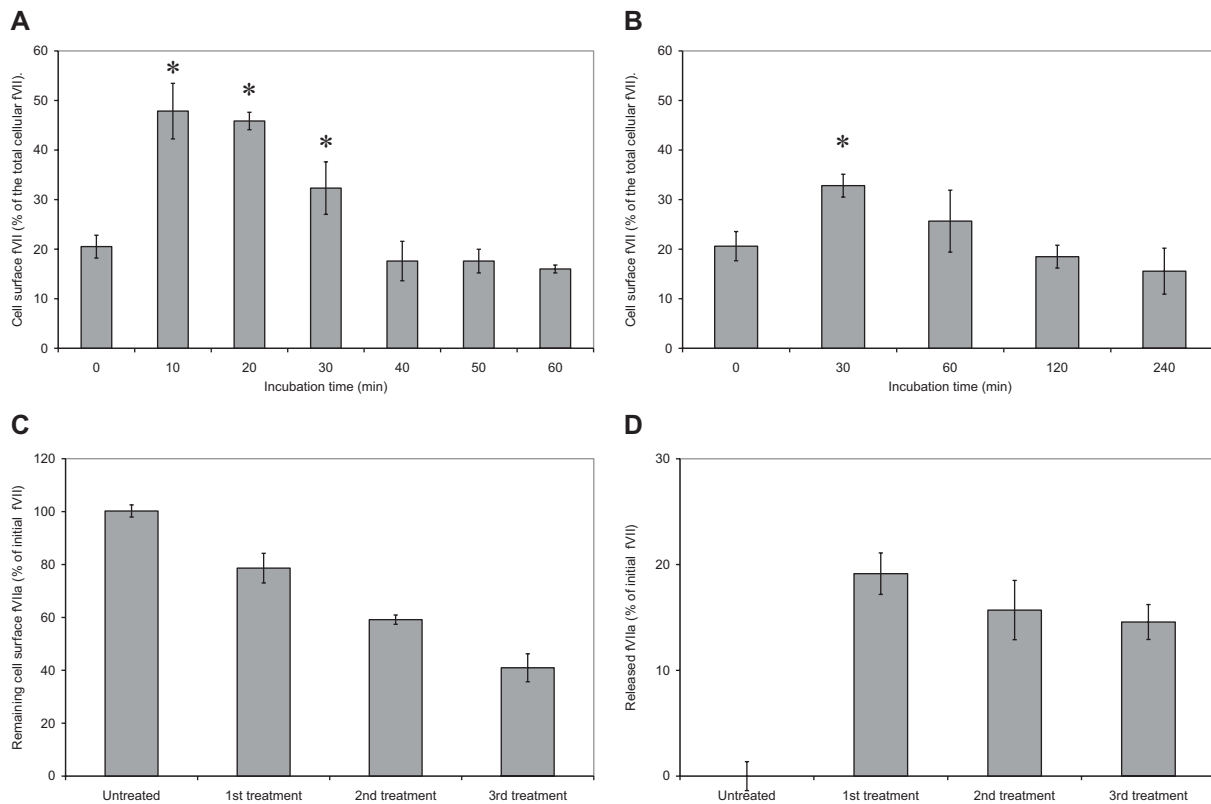 A
Cell surface fVII (% of the total cellular fVII).
60
50
40
30
20
10
0
*
*
*
0 10 20 30 40 50 60
Incubation time (min)
B
Cell surface fVII (% of the total cellular fVII).
60
50
40
30
20
10
0
*
0 30 60 120 240
Incubation time (min)
C
Remaining cell surface fVIIa (% of initial fVII)
120
100
80
60
40
20
0
Untreated 1st treatment 2nd treatment 3rd treatment
D
Released fVIIa (% of initial fVII)
30
20
10
0
Untreated 1st treatment 2nd treatment 3rd treatment